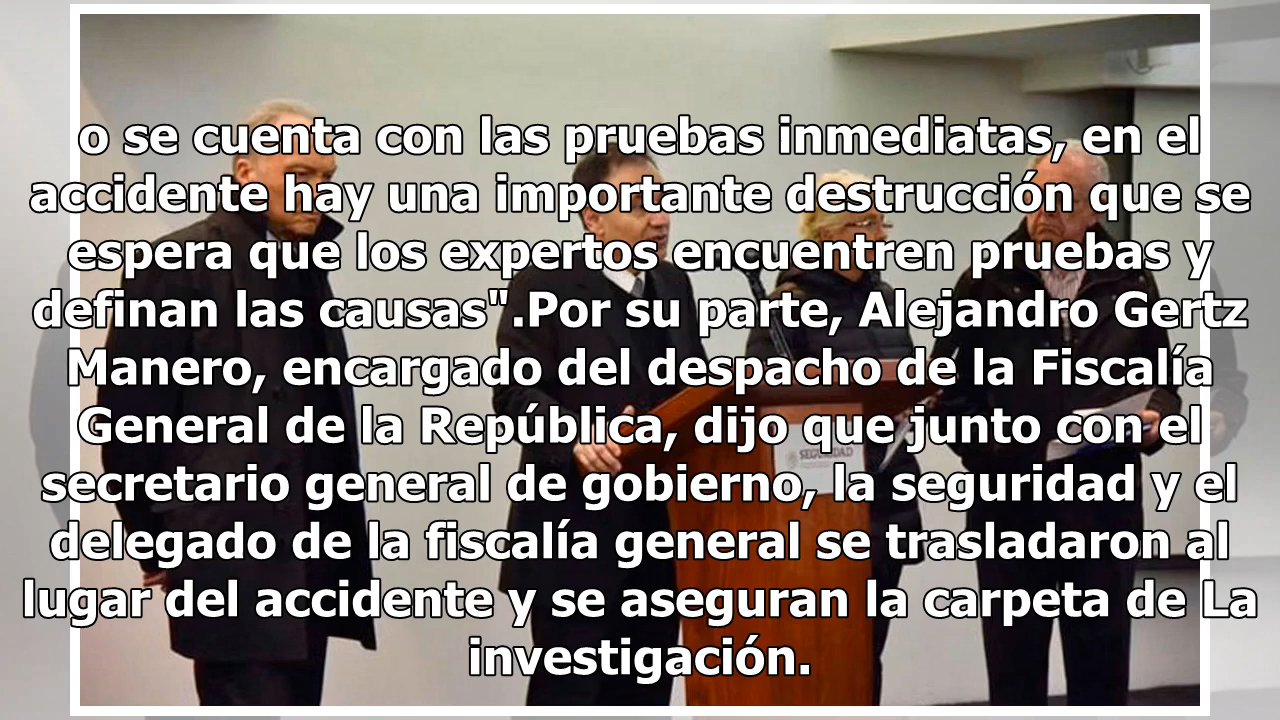 o se cuenta con las pruebas inmediatas, en el
accidente hay una importante destrucción que se
espera que los expertos encuentren pruebas y
definan las causas".Por su parte, Alejandro Gertz
Manero, encargado del despacho de la Fiscalía
General de la República, dijo que junto con el
secretario general de gobierno, la seguridad y el
delegado de la fiscalía general se trasladaron al
lugar del accidente y se aseguran la carpeta de La
investigación.
SEGURIDAD